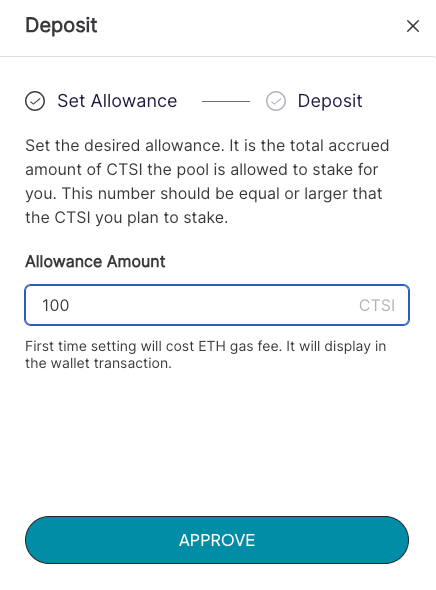 Deposit
Set Allowance
Deposit
Set the desired allowance. It is the total accrued
amount of CTSI the pool is allowed to stake for
you. This number should be equal or larger that
the CTSI you plan to stake.
Allowance Amount
100 CTSI
First time setting will cost ETH gas fee. It will display in
the wallet transaction.
APPROVE